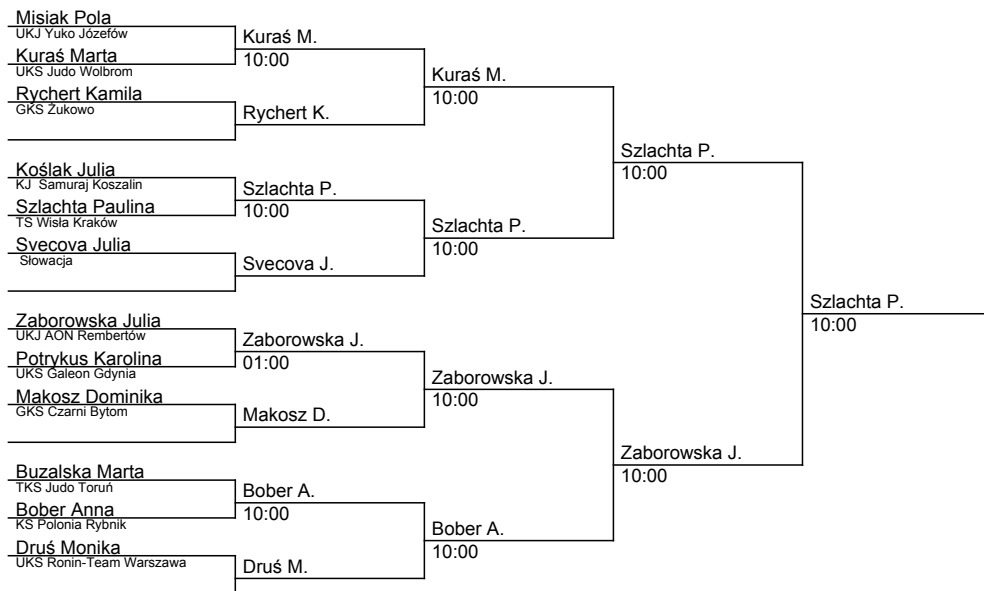 Misiak Pola
UKJ Yuko Józefów
Kuraś M.
10:00
Kuraś Marta
UKS Judo Wolbrom
Kuraś M.
10:00
Rychert Kamila
GKS Żukowo
Rychert K.
Szlachta P.
10:00
Koślak Julia
KJ  Samuraj Koszalin
Szlachta P.
10:00
Szlachta Paulina
TS Wisła Kraków
Szlachta P.
10:00
Svecova Julia
Słowacja
Svecova J.
Szlachta P.
10:00
Zaborowska Julia
UKJ AON Rembertów
Zaborowska J.
01:00
Potrykus Karolina
UKS Galeon Gdynia
Zaborowska J.
10:00
Makosz Dominika
GKS Czarni Bytom
Makosz D.
Zaborowska J.
10:00
Buzalska Marta
TKS Judo Toruń
Bober A.
10:00
Bober Anna
KS Polonia Rybnik
Bober A.
10:00
Druś Monika
UKS Ronin-Team Warszawa
Druś M.